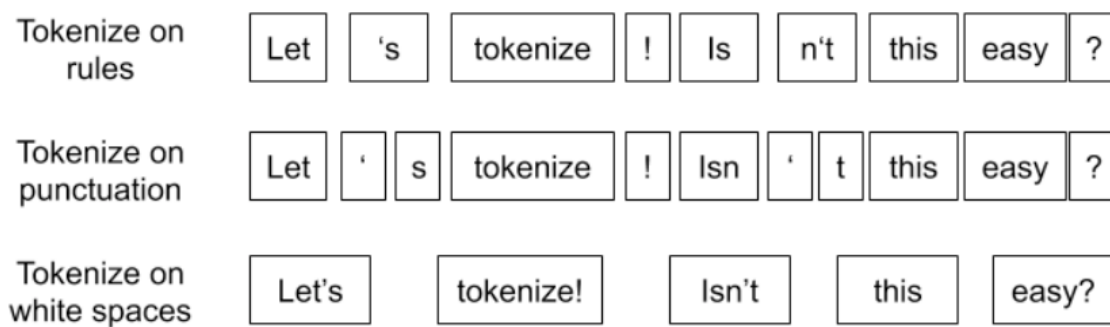 Tokenize on
rules
Let ‘s tokenize ! Is n‘t this easy ?
Tokenize on
punctuation
Let ‘ s tokenize ! Isn ‘ t this easy ?
Tokenize on
white spaces
Let’s tokenize! Isn’t this easy?